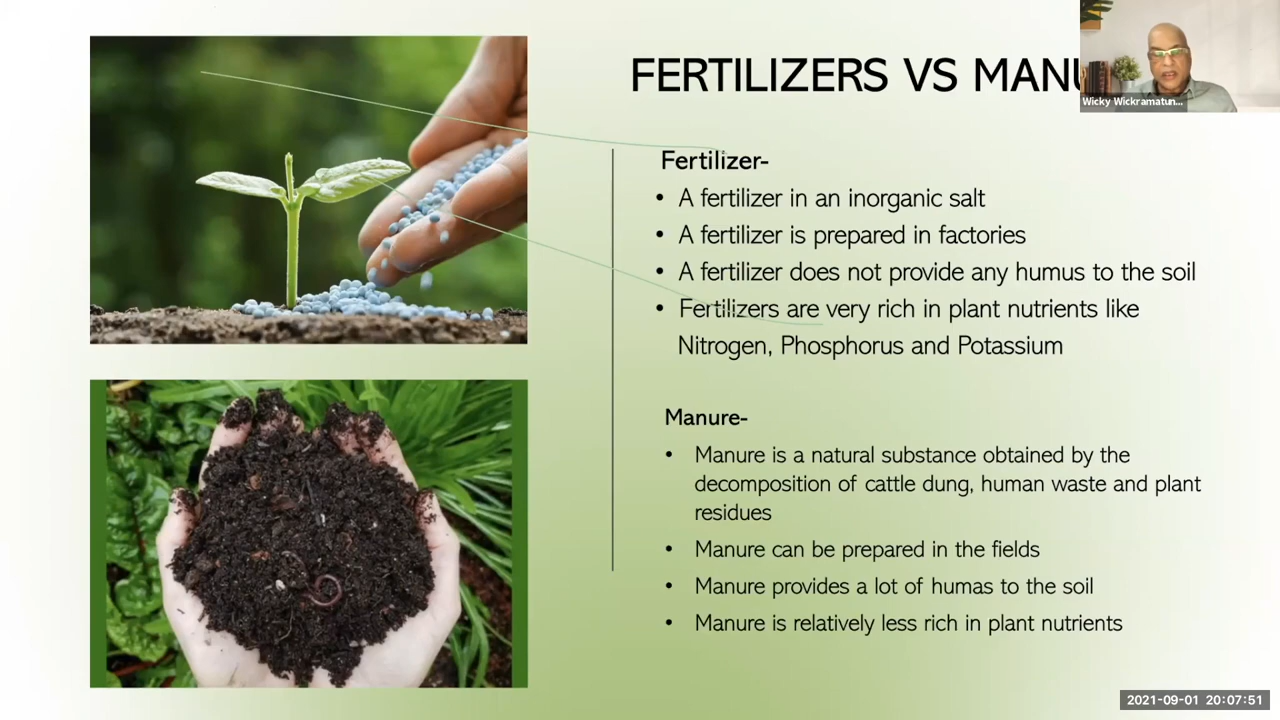 FERTILIZERS VS MANU
Wicky Wickramatun...
Fertilizer-
• A fertilizer in an inorganic salt
• A fertilizer is prepared in factories
• A fertilizer does not provide any humus to the soil
• Fertilizers are very rich in plant nutrients like
Nitrogen, Phosphorus and Potassium
Manure-
• Manure is a natural substance obtained by the
decomposition of cattle dung, human waste and plant
residues
• Manure can be prepared in the fields
• Manure provides a lot of humas to the soil
• Manure is relatively less rich in plant nutrients
2021-09-01 20:07:51